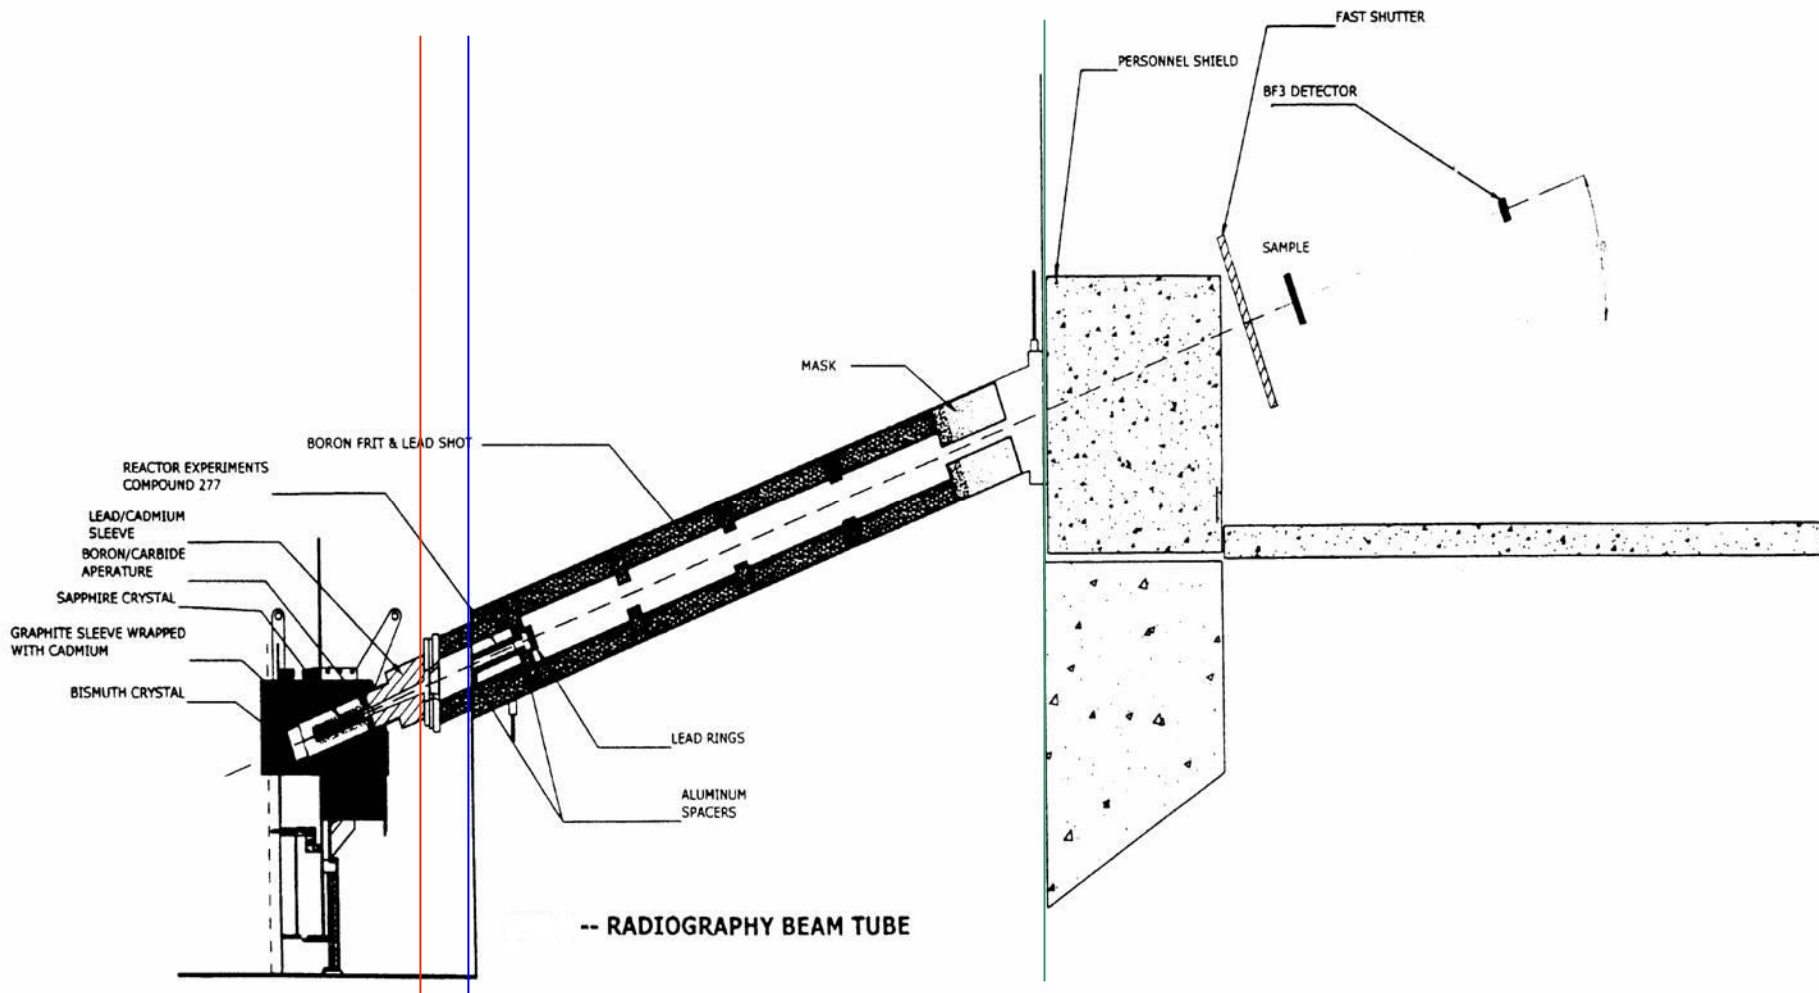 FAST SHUTTER
PERSONNEL SHIELD
BF3 DETECTOR
SAMPLE
MASK
BORON FRIT & LEAD SHOT
REACTOR EXPERIMENTS
COMPOUND 277
LEAD/CADMIUM
SLEEVE
BORON/CARBIDE
APERATURE
SAPPHIRE CRYSTAL
GRAPHITE SLEEVE WRAPPED
WITH CADMIUM
BISMUTH CRYSTAL
LEAD RINGS
ALUMINUM
SPACERS
-- RADIOGRAPHY BEAM TUBE